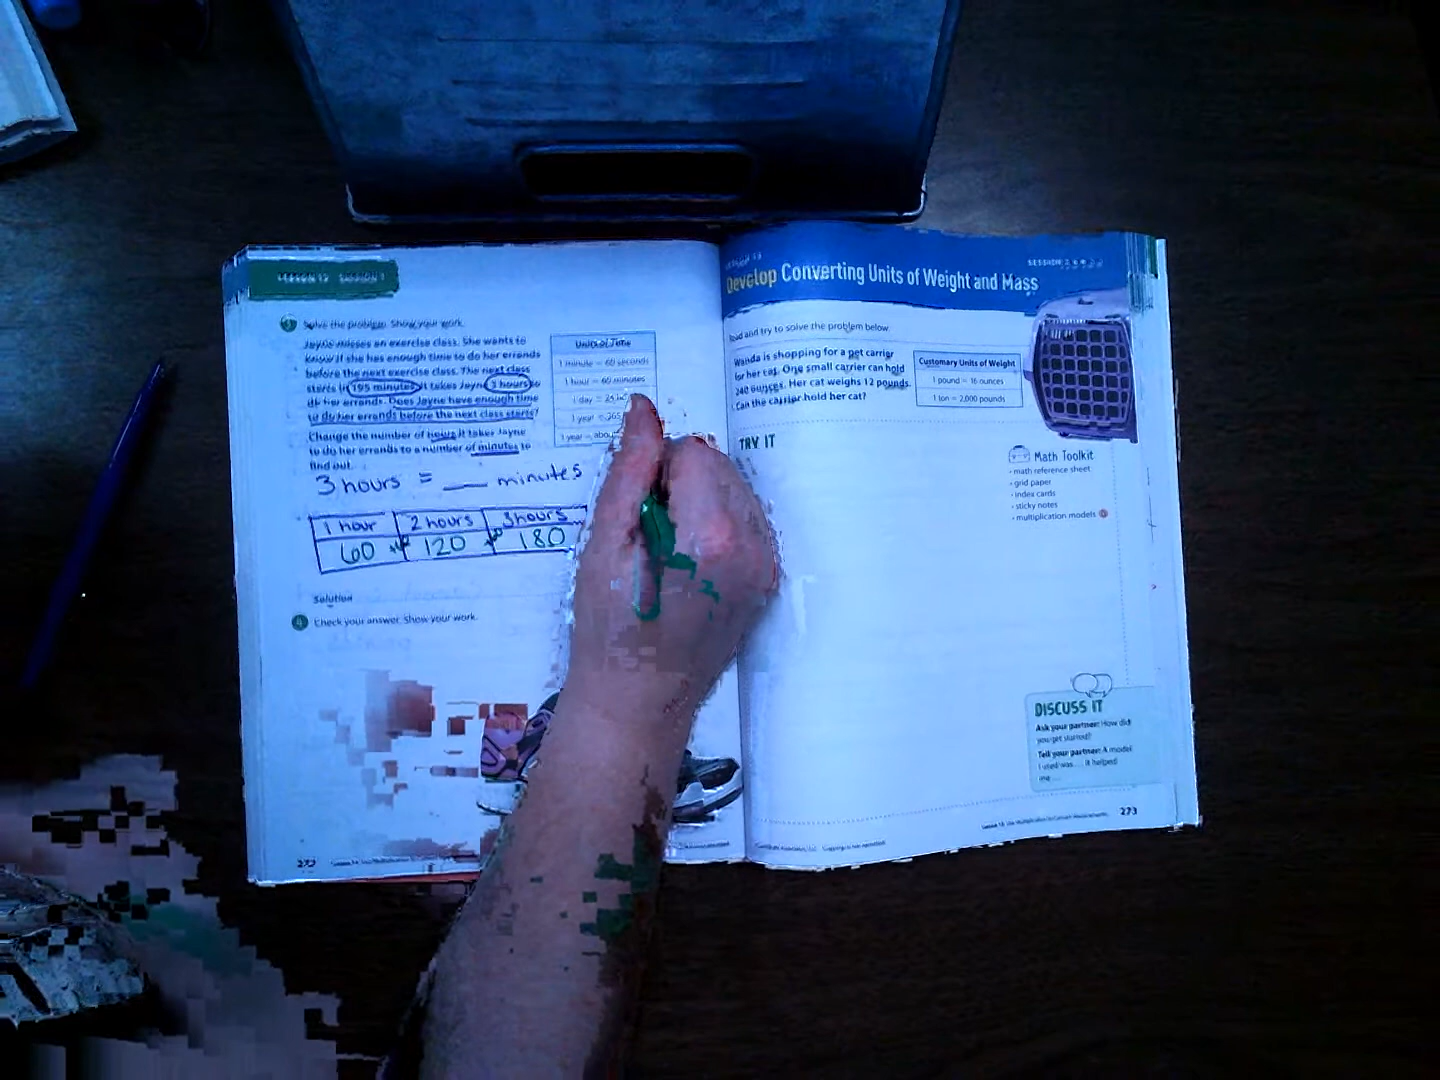 LESSON 13 SESSION 1
3 Solve the problem. Show your work.
Jayne misses an exercise class. She wants to
know if she has enough time to do her errands
before the next exercise class. The next class
starts in 195 minutes. It takes Jayne 3 hours to
do her errands. Does Jayne have enough time
to do her errands before the next class starts?
Change the number of hours it takes Jayne
to do her errands to a number of minutes to
find out.
Units of Time
1 minute = 60 seconds
1 hour = 60 minutes
1 day = 24
1 year = 365
1 year = abou
3 hours = ___ minutes
1 hour 2 hours 3 hours
60 120 180
Solution
4 Check your answer. Show your work.
LESSON 13
SESSION 2
Develop Converting Units of Weight and Mass
Read and try to solve the problem below.
Wanda is shopping for a pet carrier
for her cat. One small carrier can hold
240 ounces. Her cat weighs 12 pounds.
Can the carrier hold her cat?
Customary Units of Weight
1 pound = 16 ounces
1 ton = 2,000 pounds
TRY IT
Math Toolkit
• math reference sheet
• grid paper
• index cards
• sticky notes
• multiplication models
DISCUSS IT
Ask your partner: How did
you get started?
Tell your partner: A model
I used was ... It helped
me ...
273